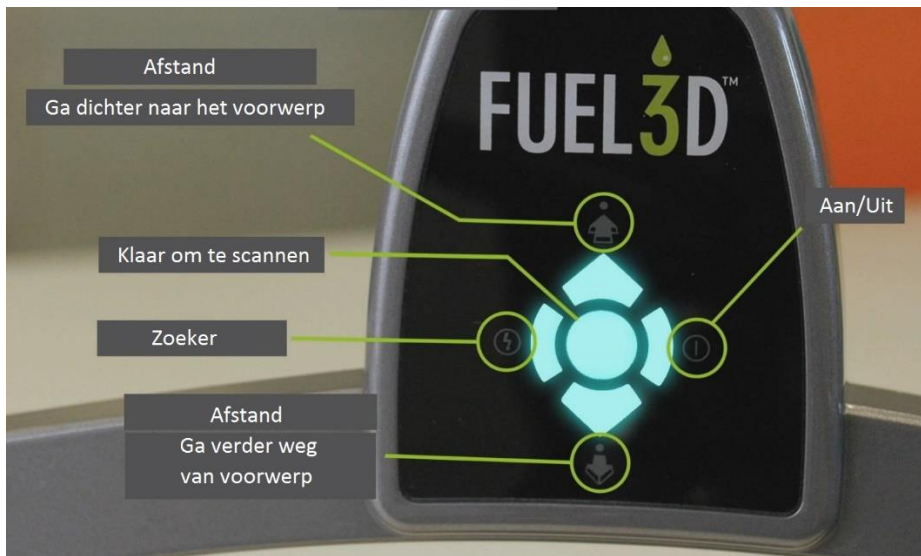 Afstand
Ga dichter naar het voorwerp
FUEL3D™
Aan/Uit
Klaar om te scannen
Zoeker
Afstand
Ga verder weg
van voorwerp